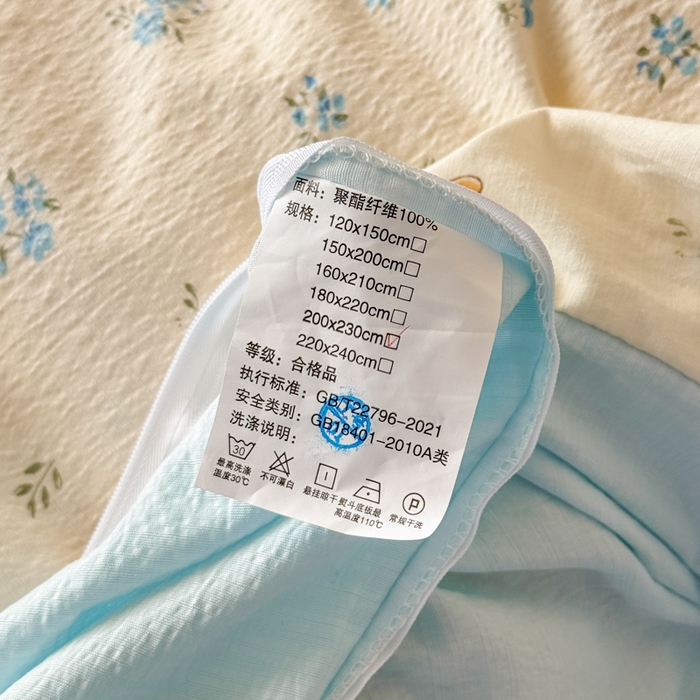 面料：聚酯纤维100%
规格：120x150cm□
150x200cm□
160x210cm□
180x220cm□
200x230cm☑
220x240cm□
等级：合格品
执行标准：GB/T22796-2021
安全类别：GB18401-2010A类
洗涤说明：
30
P
最高洗涤
温度30℃
不可漂白
悬挂晾干
熨斗底板最
高温度110℃
常规干洗